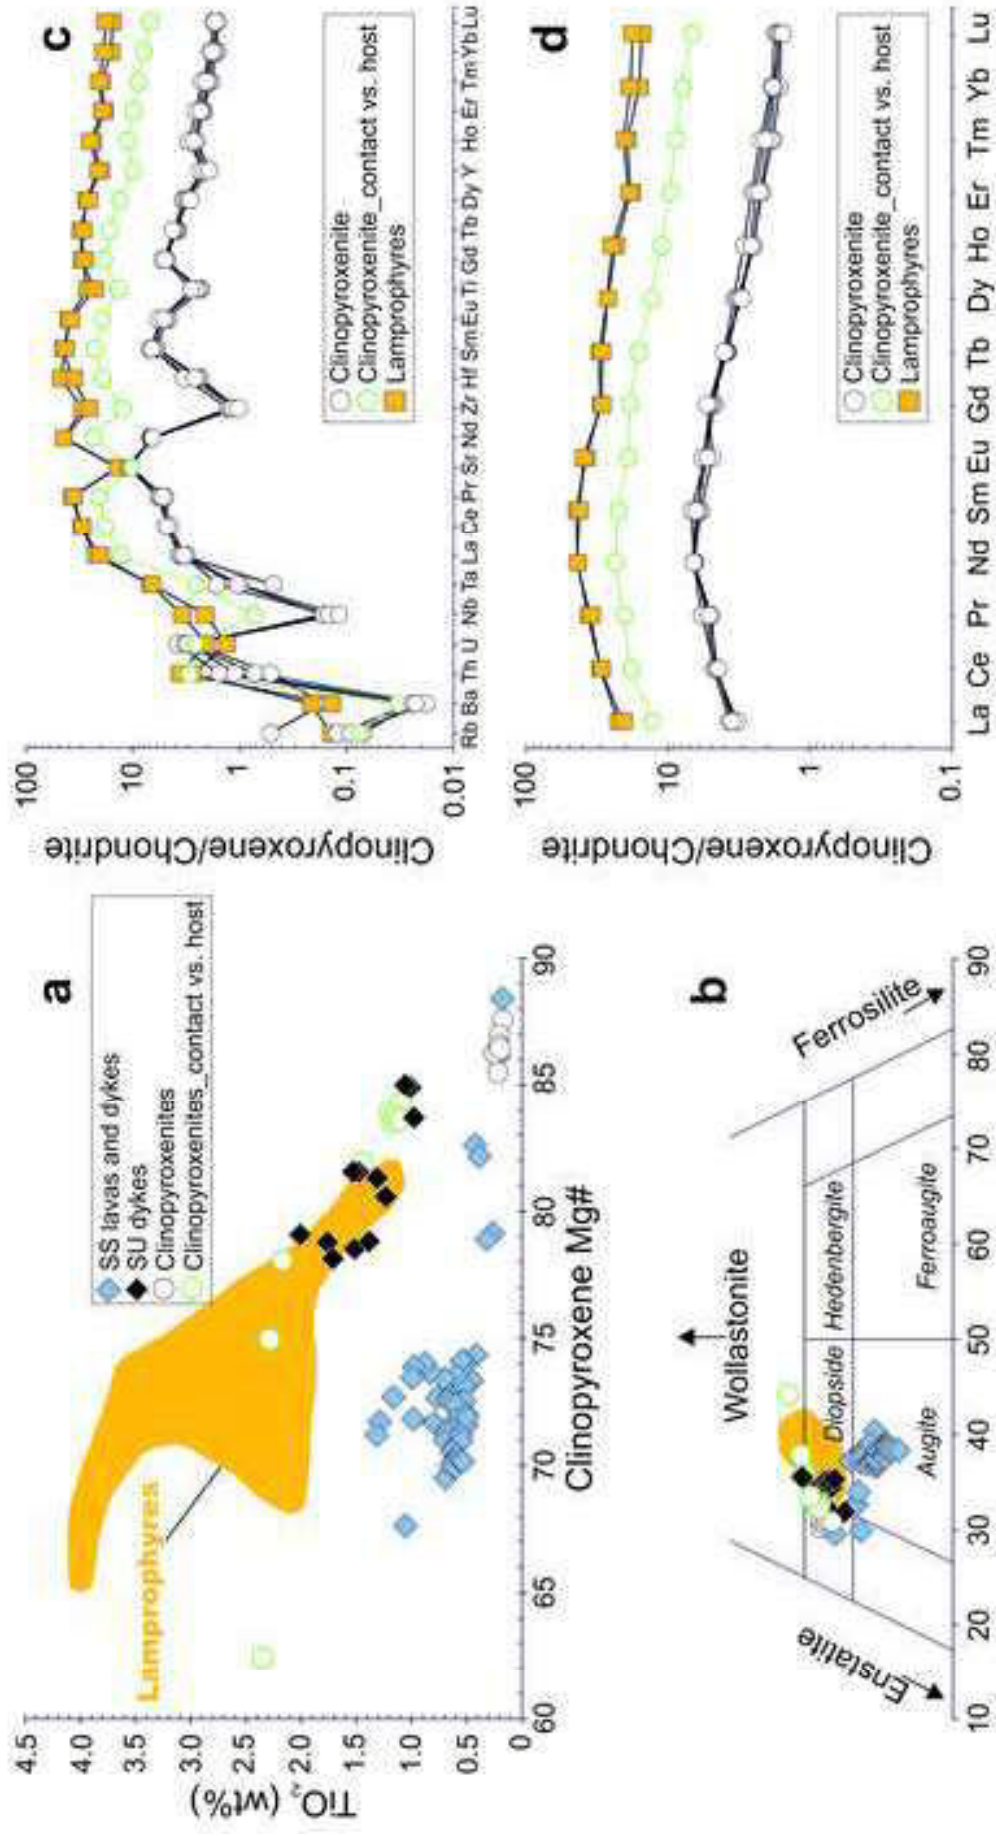 a
SS lavas and dykes
SU dykes
Clinopyroxenites
Clinopyroxenites_contact vs. host
Lamprophyres
TiO2 (wt%)
4.5
4.0
3.5
3.0
2.5
2.0
1.5
1.0
0.5
0
60 65 70 75 80 85 90
Clinopyroxene Mg#
b
Wollastonite
Enstatite
Ferrosilite
Diopside Hedenbergite
Augite
Ferroaugite
10 20 30 40 50 60 70 80 90
c
Clinopyroxene/Chondrite
100
10
1
0.1
0.01
Clinopyroxenite
Clinopyroxenite_contact vs. host
Lamprophyres
Rb Ba Th U Nb Ta La Ce Pr Sr Nd Zr Hf Sm Eu Ti Gd Tb Dy Y Ho Er Tm Yb Lu
d
Clinopyroxene/Chondrite
100
10
1
0.1
Clinopyroxenite
Clinopyroxenite_contact vs. host
Lamprophyres
La Ce Pr Nd Sm Eu Gd Tb Dy Ho Er Tm Yb Lu